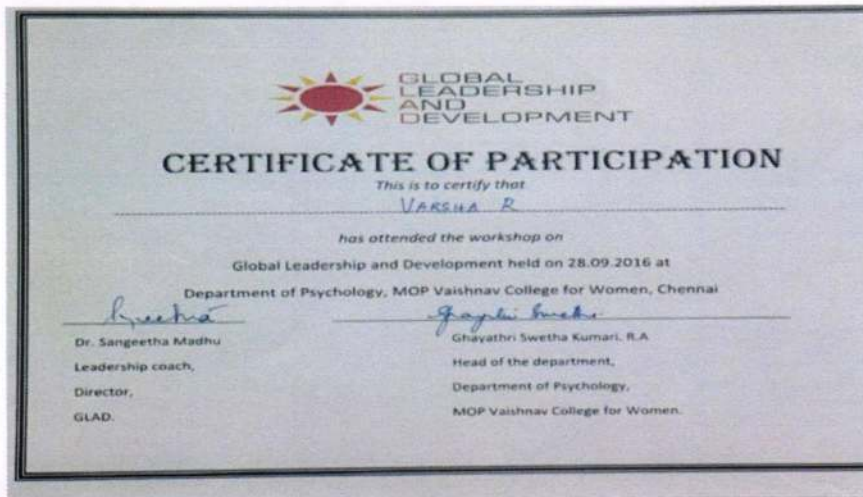 GLOBAL
LEADERSHIP
AND
DEVELOPMENT
CERTIFICATE OF PARTICIPATION
This is to certify that
VARSHA R
has attended the workshop on
Global Leadership and Development held on 28.09.2016 at
Department of Psychology, MOP Vaishnav College for Women, Chennai
Dr. Sangeetha Madhu
Leadership coach,
Director,
GLAD.
Ghayathri Swetha Kumari, R.A
Head of the department,
Department of Psychology,
MOP Vaishnav College for Women.